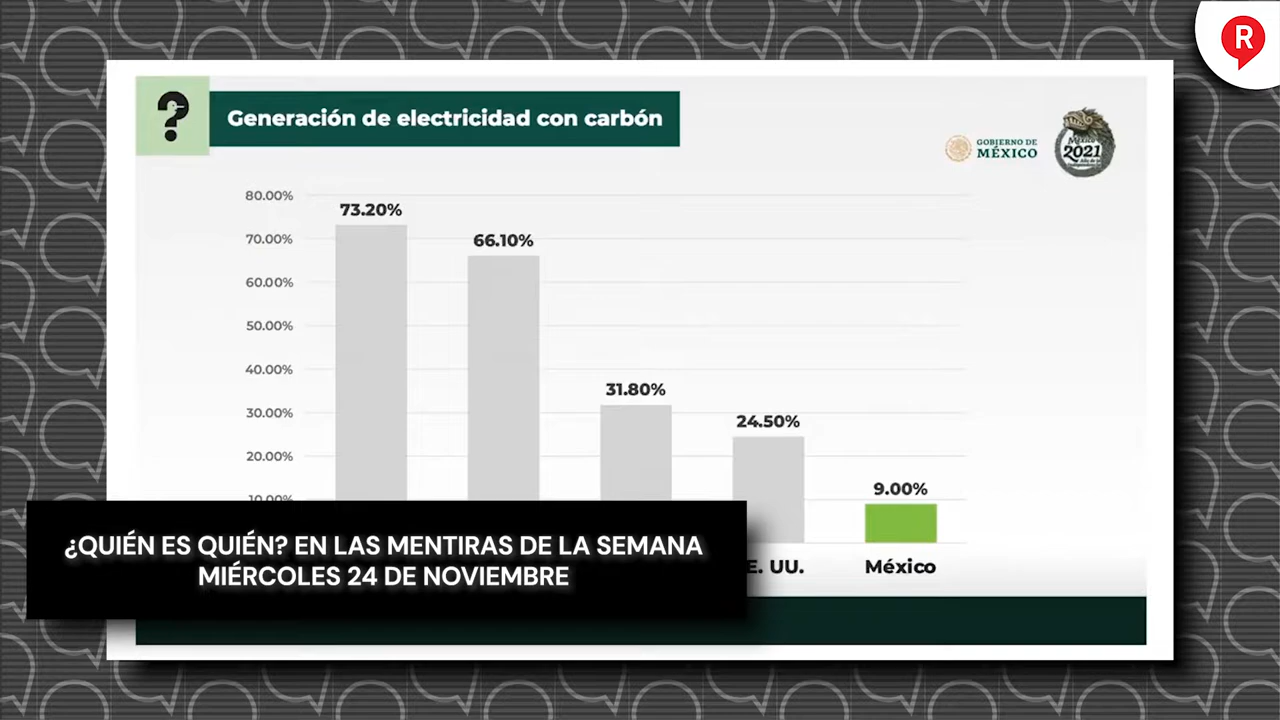 R
?
Generación de electricidad con carbón
GOBIERNO DE
MÉXICO
México
2021
80.00%
73.20%
70.00%
66.10%
60.00%
50.00%
40.00%
31.80%
30.00%
24.50%
20.00%
9.00%
10.00%
E. UU.
México
¿QUIÉN ES QUIÉN? EN LAS MENTIRAS DE LA SEMANA
MIÉRCOLES 24 DE NOVIEMBRE